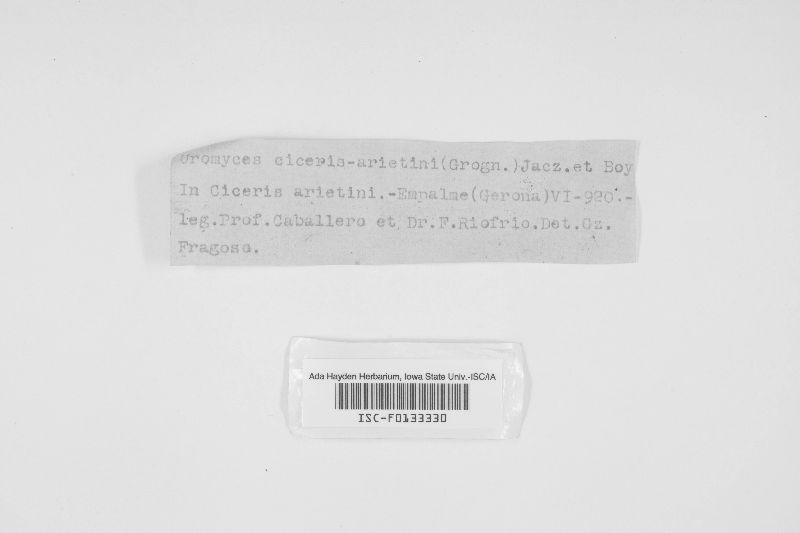 Uromyces ciceris-arietini(Grogn.)Jacz.et Boy
In Ciceris arietini.-Empalme(Gerona)VI-920.-
leg.Prof.Caballero et Dr.F.Riofrio.Det.Gz.
Fragoso.
Ada Hayden Herbarium, Iowa State Univ.-ISC/IA
ISC-F0133330